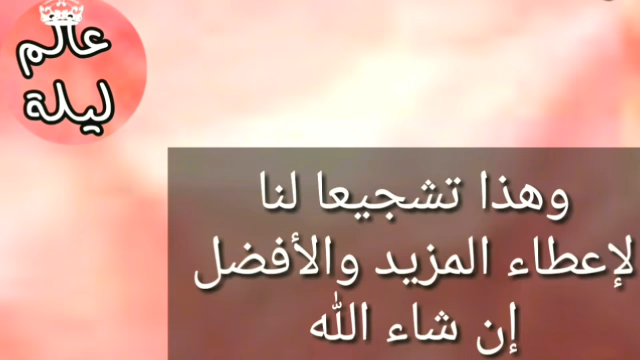 عالم
ليلة
وهذا تشجيعا لنا
لإعطاء المزيد والأفضل
إن شاء الله